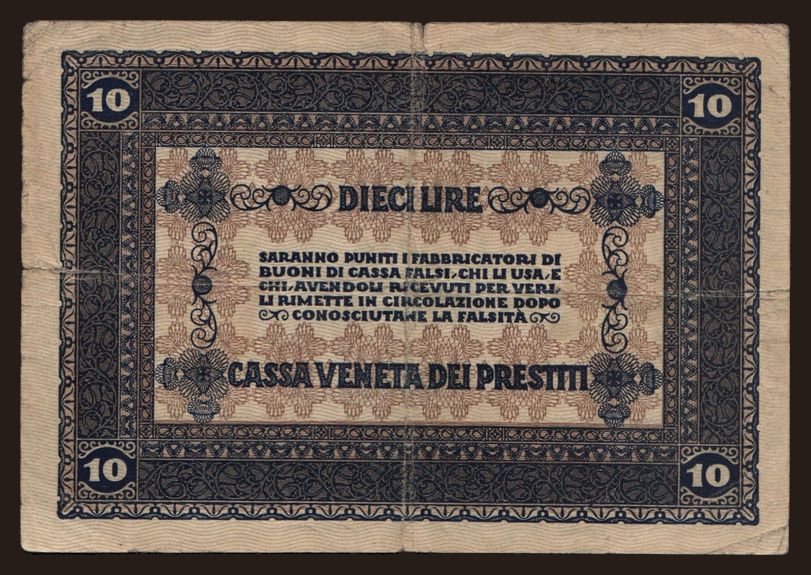 10 10
DIECI LIRE
SARANNO PUNITI I FABBRICATORI DI
BUONI DI CASSA FALSI, CHI LI USA, E
CHI, AVENDOLI RICEVUTI PER VERI,
LI RIMETTE IN CIRCOLAZIONE DOPO
CONOSCIUTANE LA FALSITÀ
CASSA VENETA DEI PRESTITI
10 10